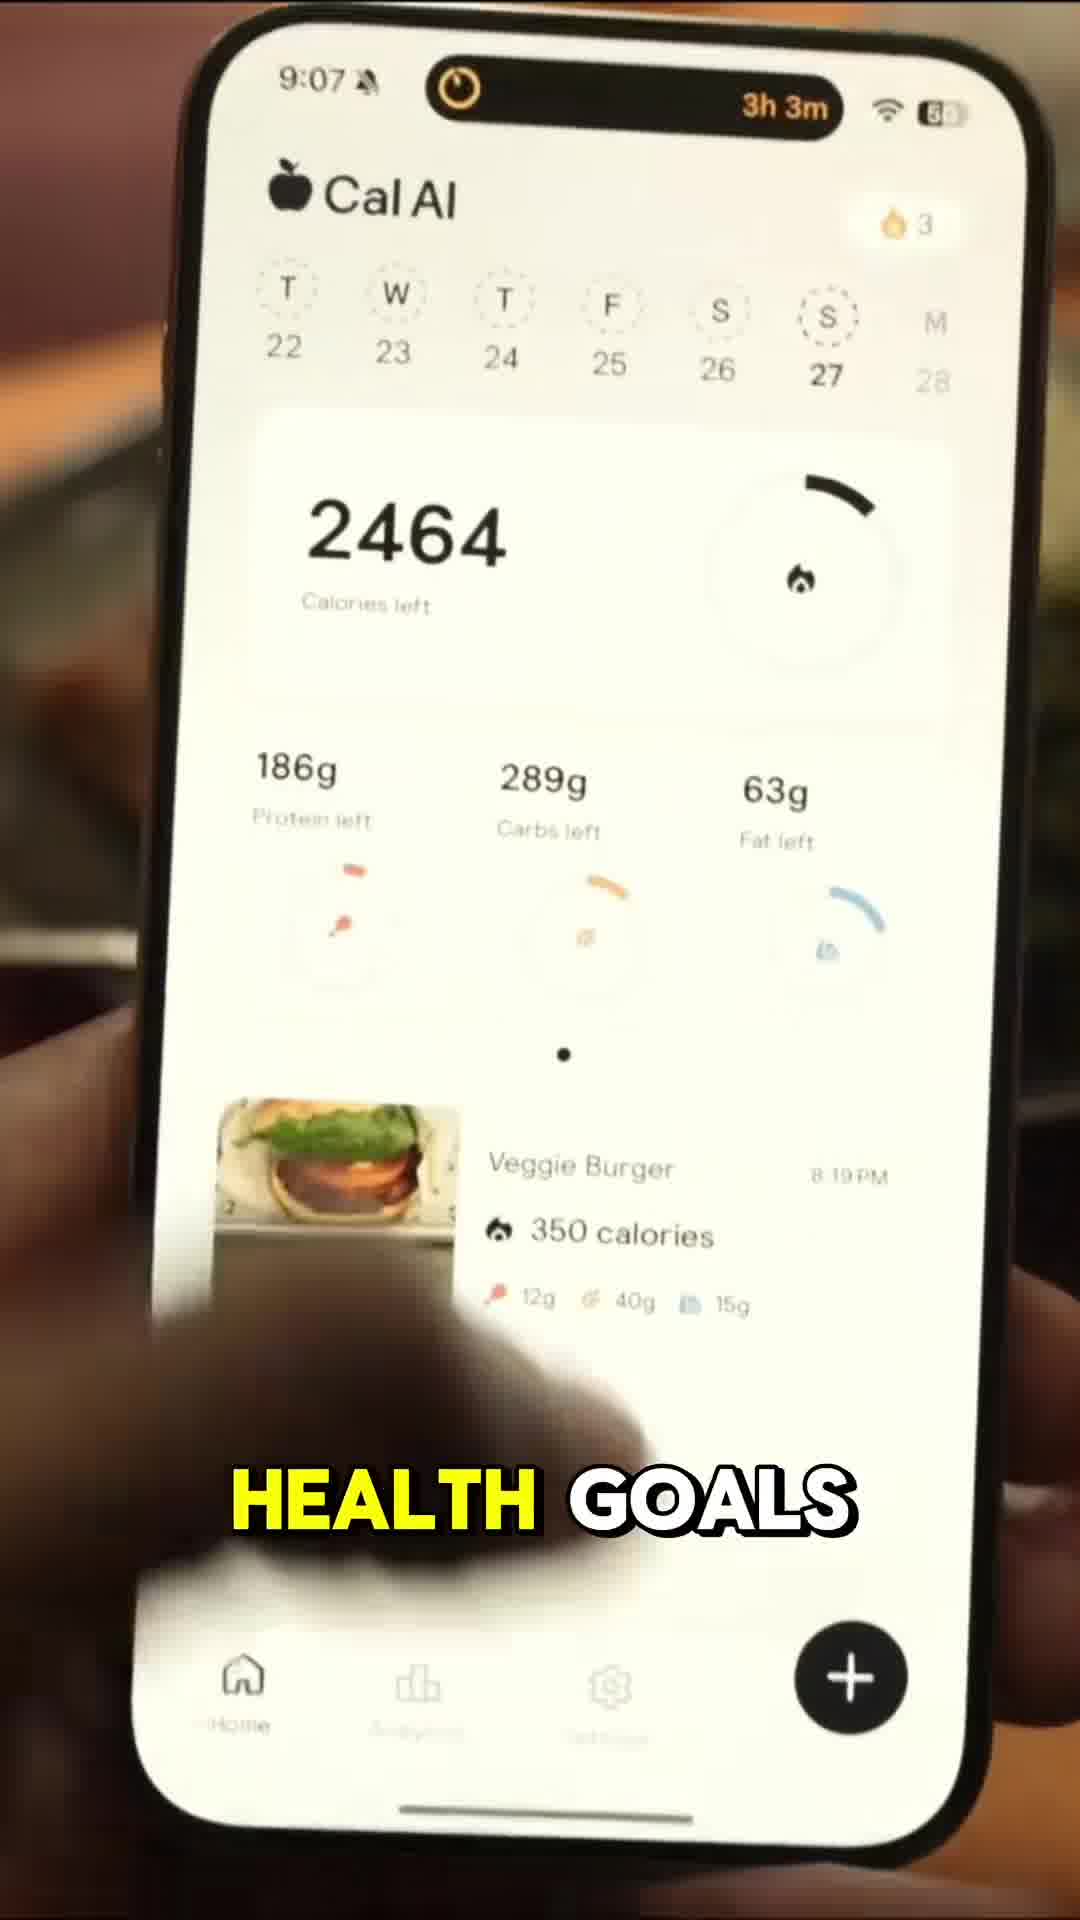 9:07
3h 3m
Cal AI
3
T W T F S S M
22 23 24 25 26 27 28
2464
Calories left
186g 289g 63g
Protein left Carbs left Fat left
Veggie Burger 8:19 PM
350 calories
12g 40g 15g
HEALTH GOALS
Home